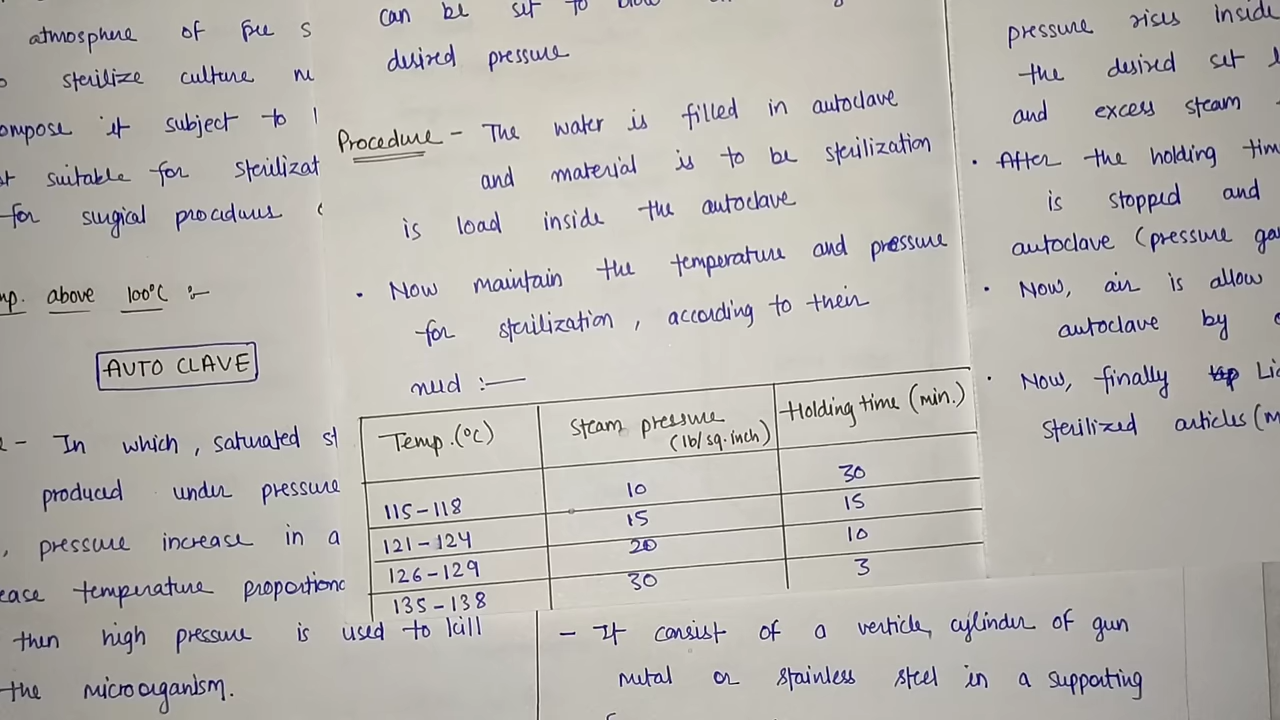 atmosphere of
sterilize culture
ompose it subject to
suitable for sterilizat
for surgical procedures
above 100°C :-
AUTO CLAVE
- In which, saturated st
produced under pressure
, pressure increase in a
ease temperature proportiona
then high pressure is used to kill
the microorganism.
can be set to blow
desired pressure
Procedure - The water is filled in autoclave
and material is to be sterilization
is load inside the autoclave
• Now maintain the temperature and pressure
for sterilization, according to their
need :—
Temp. (°C) Steam pressure (lb/sq.inch) Holding time (min.)
115-118 10 30
121-124 15 15
126-129 20 10
135-138 30 3
- It consist of a verticle, cylinder of gun
metal or stainless steel in a supporting
pressure rises inside
the desired set
and excess steam
• After the holding tim
is stopped and
autoclave (pressure ga
• Now, air is allow
autoclave by
• Now, finally Li
sterilized articles (m